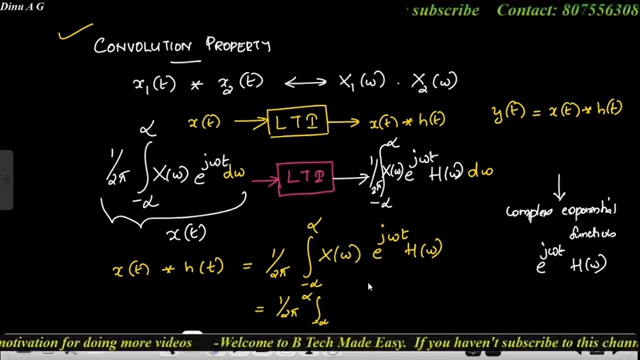 Dinu A G
subscribe Contact: 807556308
CONVOLUTION PROPERTY
x₁(t) * x₂(t) ⟷ X₁(ω) . X₂(ω)
x(t) → LTI → x(t) * h(t) y(t) = x(t) * h(t)
1/2π ∫_{-α}^{α} X(ω) e^{jωt} dω → LTI → 1/2π ∫_{-α}^{α} X(ω) e^{jωt} H(ω) dω
x(t)
complex exponential
functions
e^{jωt} H(ω)
x(t) * h(t) = 1/2π ∫_{-α}^{α} X(ω) e^{jωt} H(ω)
= 1/2π ∫_{-α}^{α}
motivation for doing more videos -Welcome to B Tech Made Easy. If you haven't subscribed to this chann